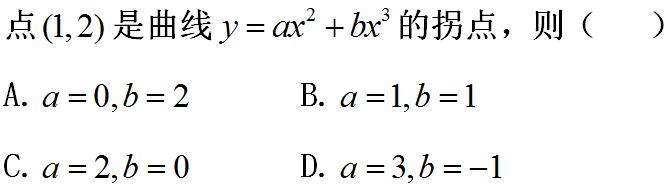 点(1,2)是曲线 y=ax²+bx³的拐点，则（　　）
A. a=0,b=2　　B. a=1,b=1
C. a=2,b=0　　D. a=3,b=-1